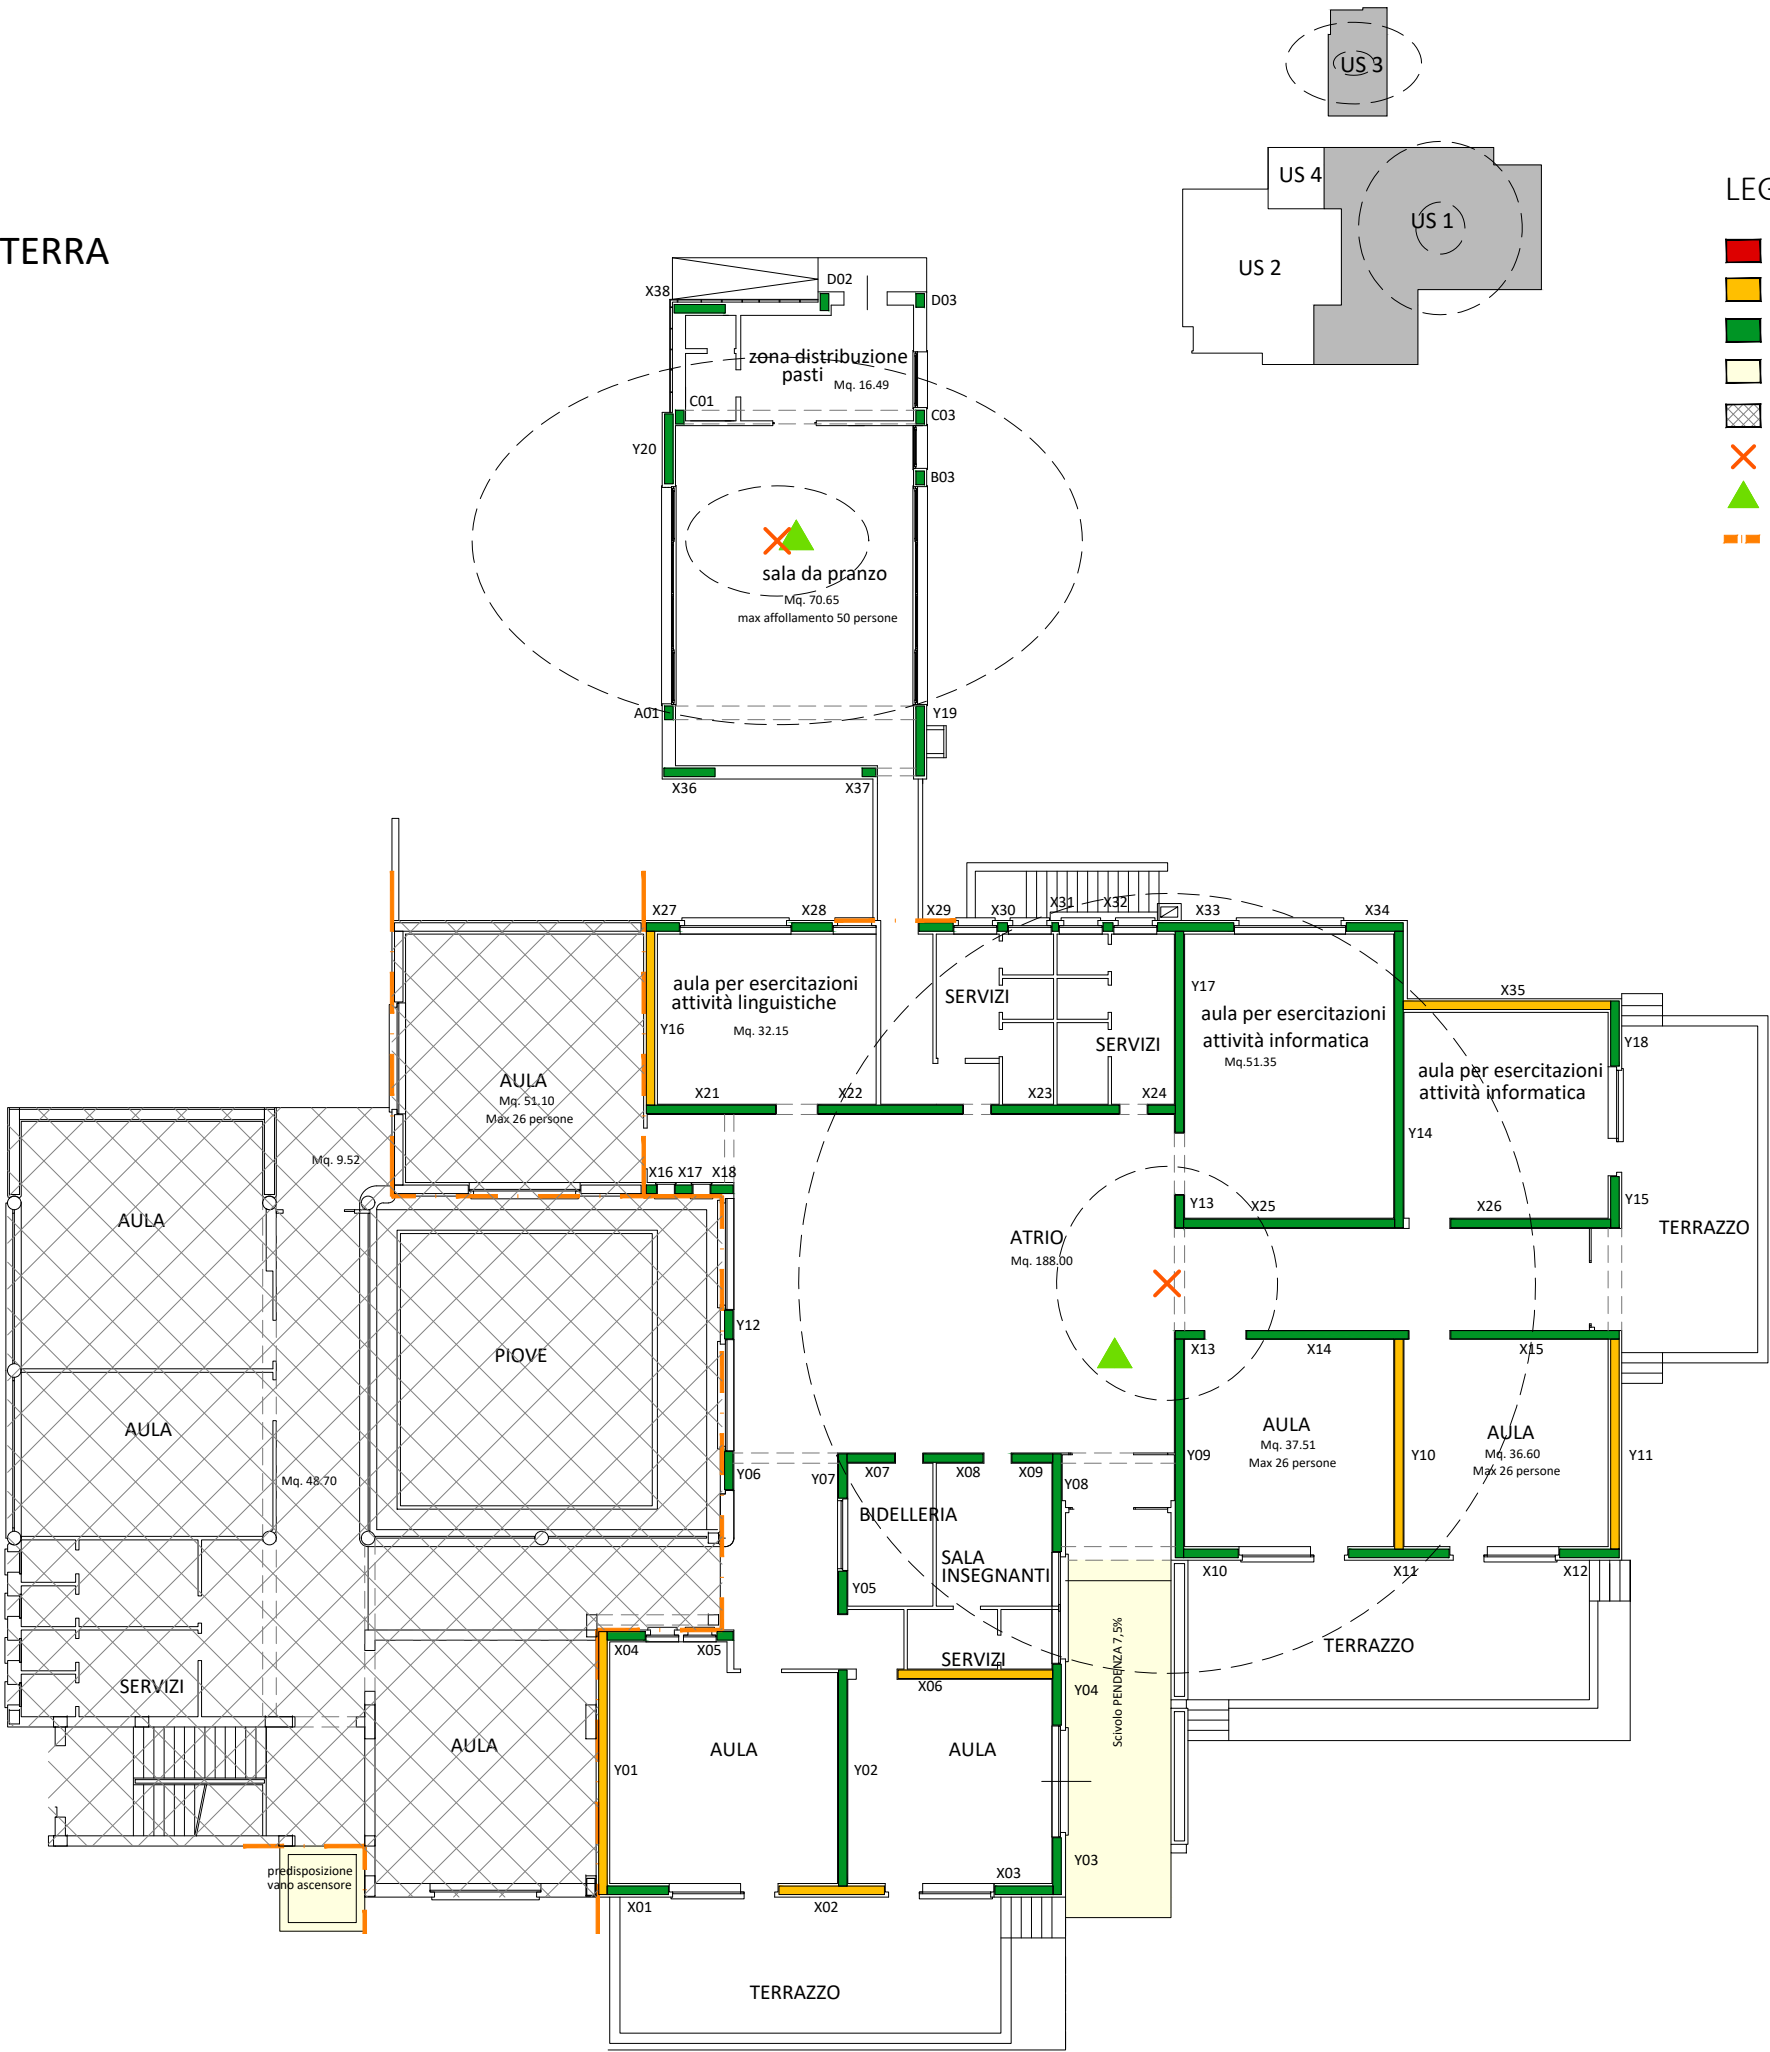 US 3
US 4
US 1
US 2
LEG
TERRA
X38
D02
D03
zona distribuzione
pasti
Mq. 16.49
C01
C03
Y20
B03
sala da pranzo
Mq. 70.65
max affollamento 50 persone
A01
Y19
X36
X37
X27
X28
X29
X30
X31
X32
X33
X34
aula per esercitazioni
attività linguistiche
Mq. 32.15
Y16
SERVIZI
SERVIZI
Y17
aula per esercitazioni
attività informatica
Mq.51.35
X35
Y18
aula per esercitazioni
attività informatica
Y14
AULA
Mq. 51.10
Max 26 persone
X21
X22
X23
X24
Mq. 9.52
X16
X17
X18
Y13
X25
X26
Y15
TERRAZZO
AULA
ATRIO
Mq. 188.00
Y12
PIOVE
X13
X14
X15
AULA
AULA
Mq. 37.51
Max 26 persone
AULA
Mq. 36.60
Max 26 persone
Y09
Y10
Y11
Mq. 48.70
Y06
Y07
X07
X08
X09
Y08
BIDELLERIA
SALA
INSEGNANTI
Y05
X10
X11
X12
X04
X05
SERVIZI
X06
TERRAZZO
Scivolo PENDENZA 7,5%
SERVIZI
Y04
AULA
AULA
AULA
Y01
Y02
Y03
predisposizione
vano ascensore
X01
X02
X03
TERRAZZO